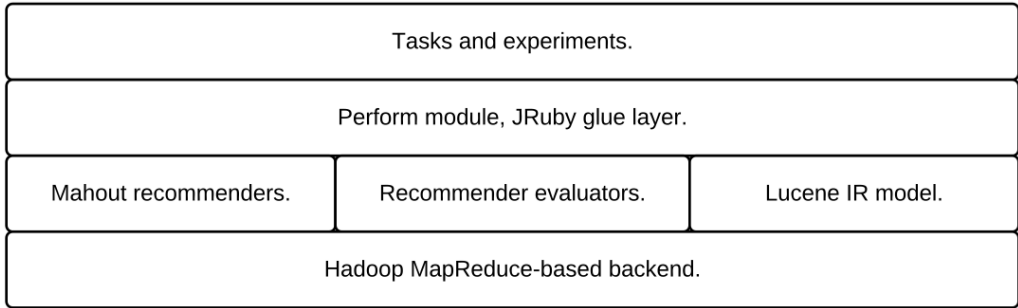 Tasks and experiments.
Perform module, JRuby glue layer.
Mahout recommenders.
Recommender evaluators.
Lucene IR model.
Hadoop MapReduce-based backend.